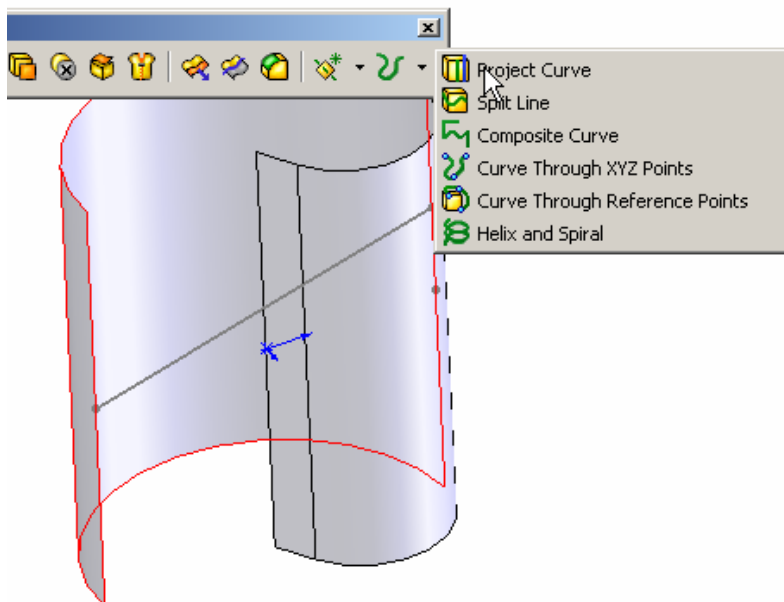 Project Curve
Split Line
Composite Curve
Curve Through XYZ Points
Curve Through Reference Points
Helix and Spiral